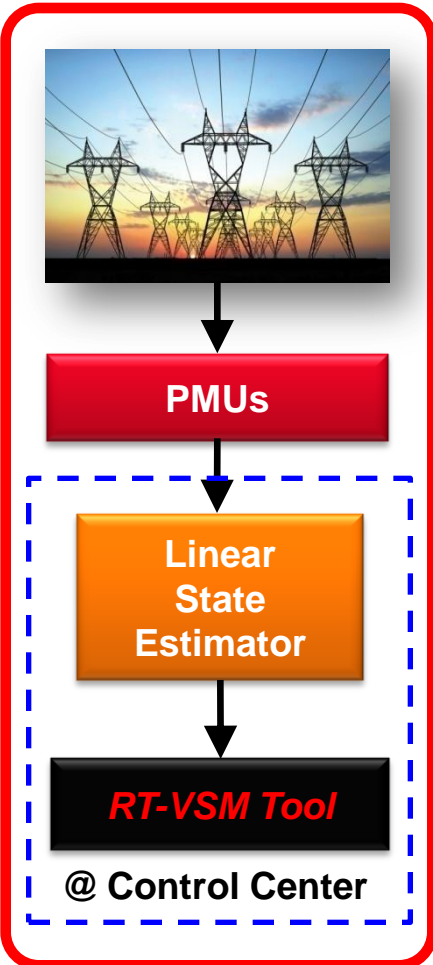 PMUs
Linear
State
Estimator
RT-VSM Tool
@ Control Center